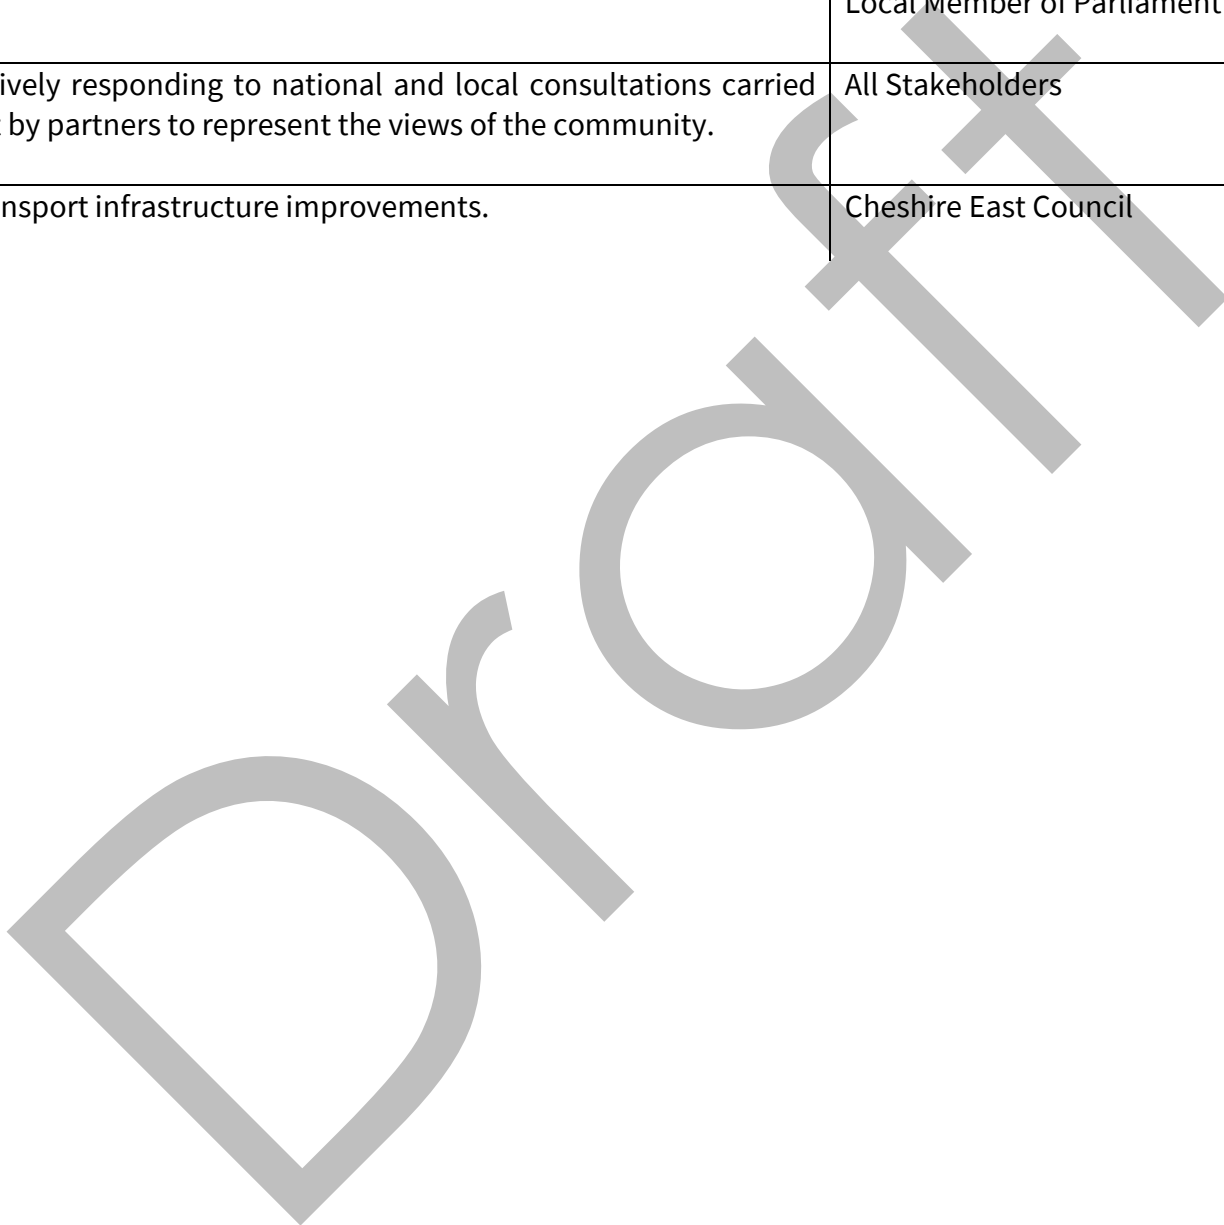 Local Member of Parliament
ively responding to national and local consultations carried
All Stakeholders
by partners to represent the views of the community.
nsport infrastructure improvements.
Cheshire East Council
Draft